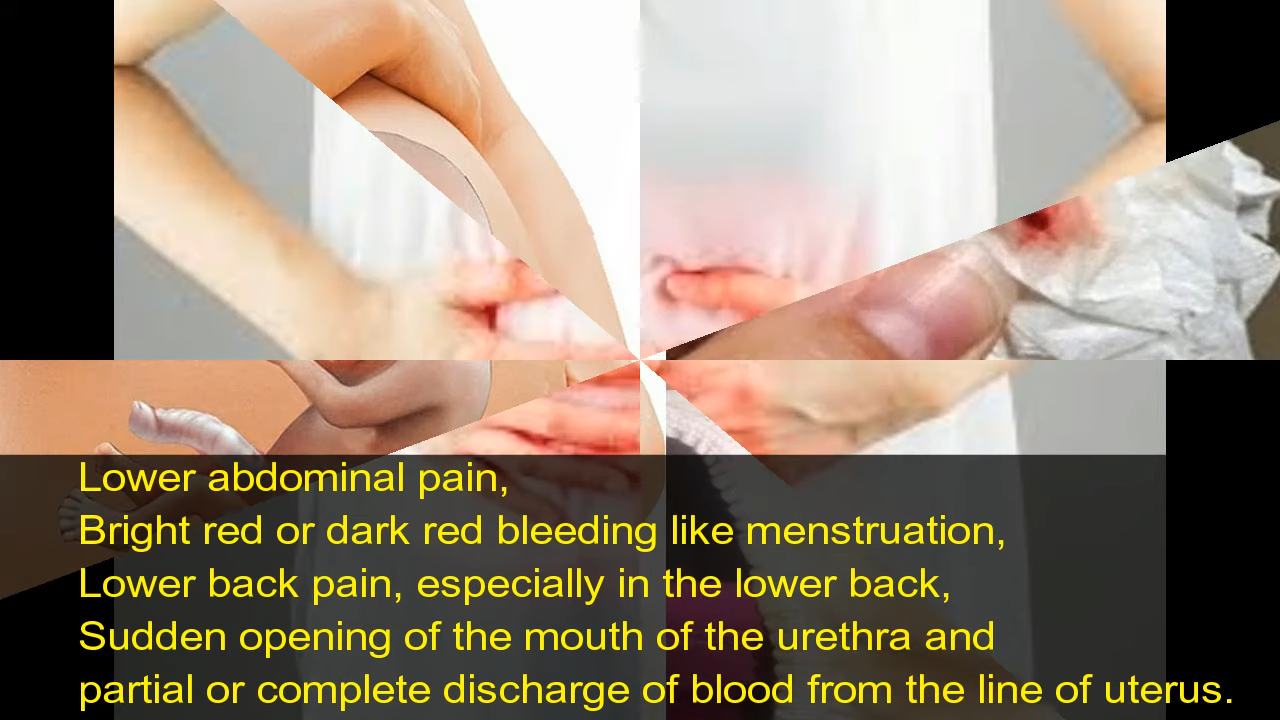 Lower abdominal pain,
Bright red or dark red bleeding like menstruation,
Lower back pain, especially in the lower back,
Sudden opening of the mouth of the urethra and
partial or complete discharge of blood from the line of uterus.